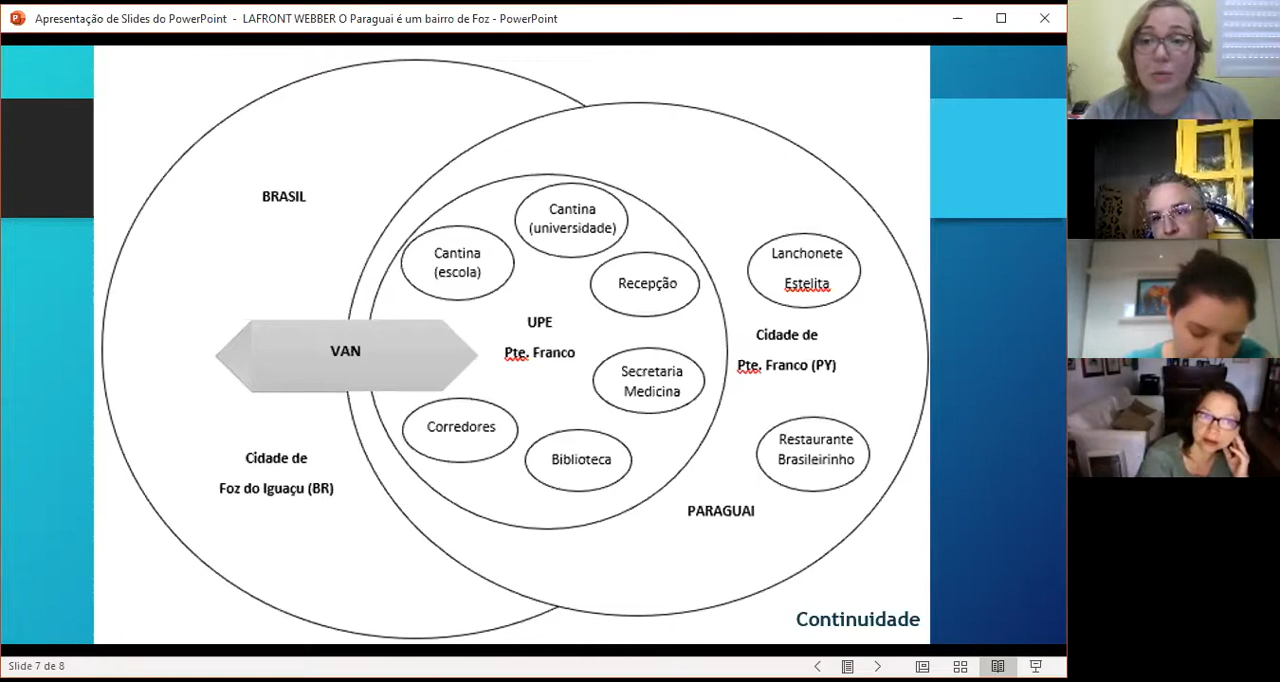 Apresentação de Slides do PowerPoint - LAFRONT WEBBER O Paraguai é um bairro de Foz - PowerPoint
BRASIL
Cantina
(universidade)
Cantina
(escola)
Recepção
Lanchonete
Estelita
UPE
Pte. Franco
Cidade de
Pte. Franco (PY)
VAN
Secretaria
Medicina
Corredores
Biblioteca
Restaurante
Brasileirinho
Cidade de
Foz do Iguaçu (BR)
PARAGUAI
Continuidade
Slide 7 de 8